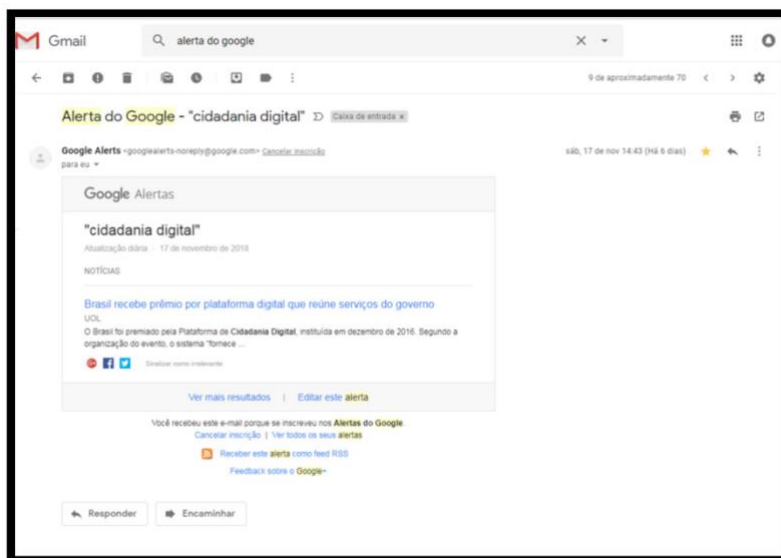 Gmail
alerta do google
9 de aproximadamente 70
Alerta do Google - "cidadania digital"
Caixa de entrada x
Google Alerts <googlealerts-noreply@google.com> Cancelar inscrição
sáb, 17 de nov 14:43 (Há 6 dias)
para eu
Google Alertas
"cidadania digital"
Atualização diária · 17 de novembro de 2018
NOTÍCIAS
Brasil recebe prêmio por plataforma digital que reúne serviços do governo
UOL
O Brasil foi premiado pela Plataforma de Cidadania Digital, instituída em dezembro de 2016. Segundo a
organização do evento, o sistema "fornece ...
Sinalizar como irrelevante
Ver mais resultados | Editar este alerta
Você recebeu este e-mail porque se inscreveu nos Alertas do Google.
Cancelar inscrição | Ver todos os seus alertas
Receber este alerta como feed RSS
Feedback sobre o Google+
Responder
Encaminhar